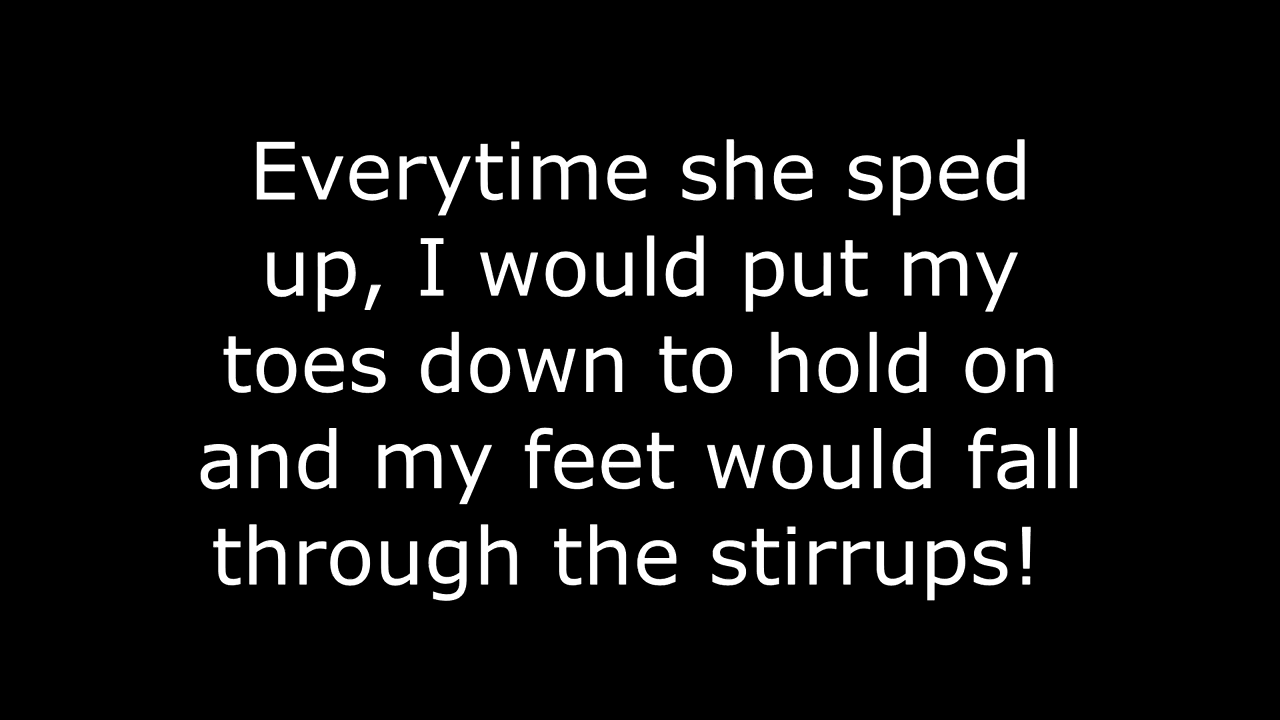 Everytime she sped
up, I would put my
toes down to hold on
and my feet would fall
through the stirrups!